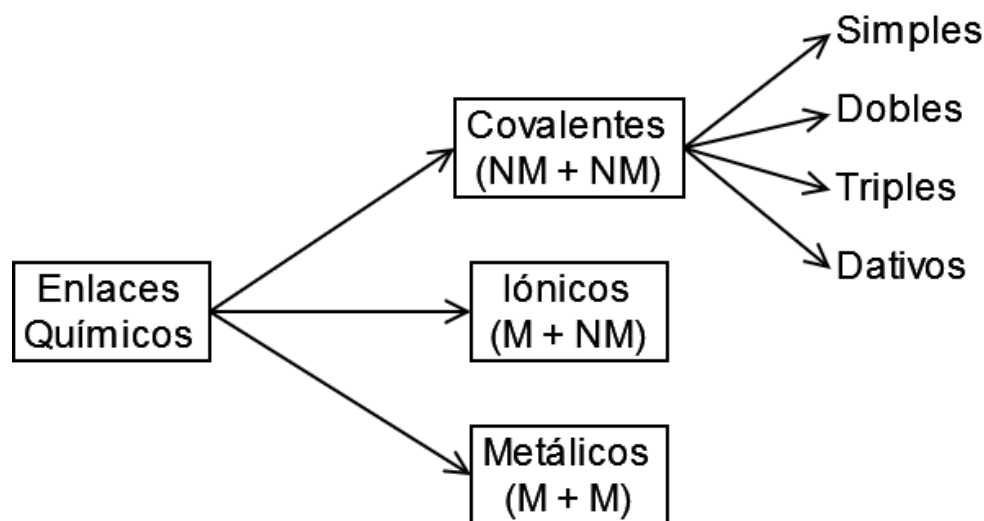 Enlaces
Químicos
Covalentes
(NM + NM)
Simples
Dobles
Triples
Dativos
Iónicos
(M + NM)
Metálicos
(M + M)